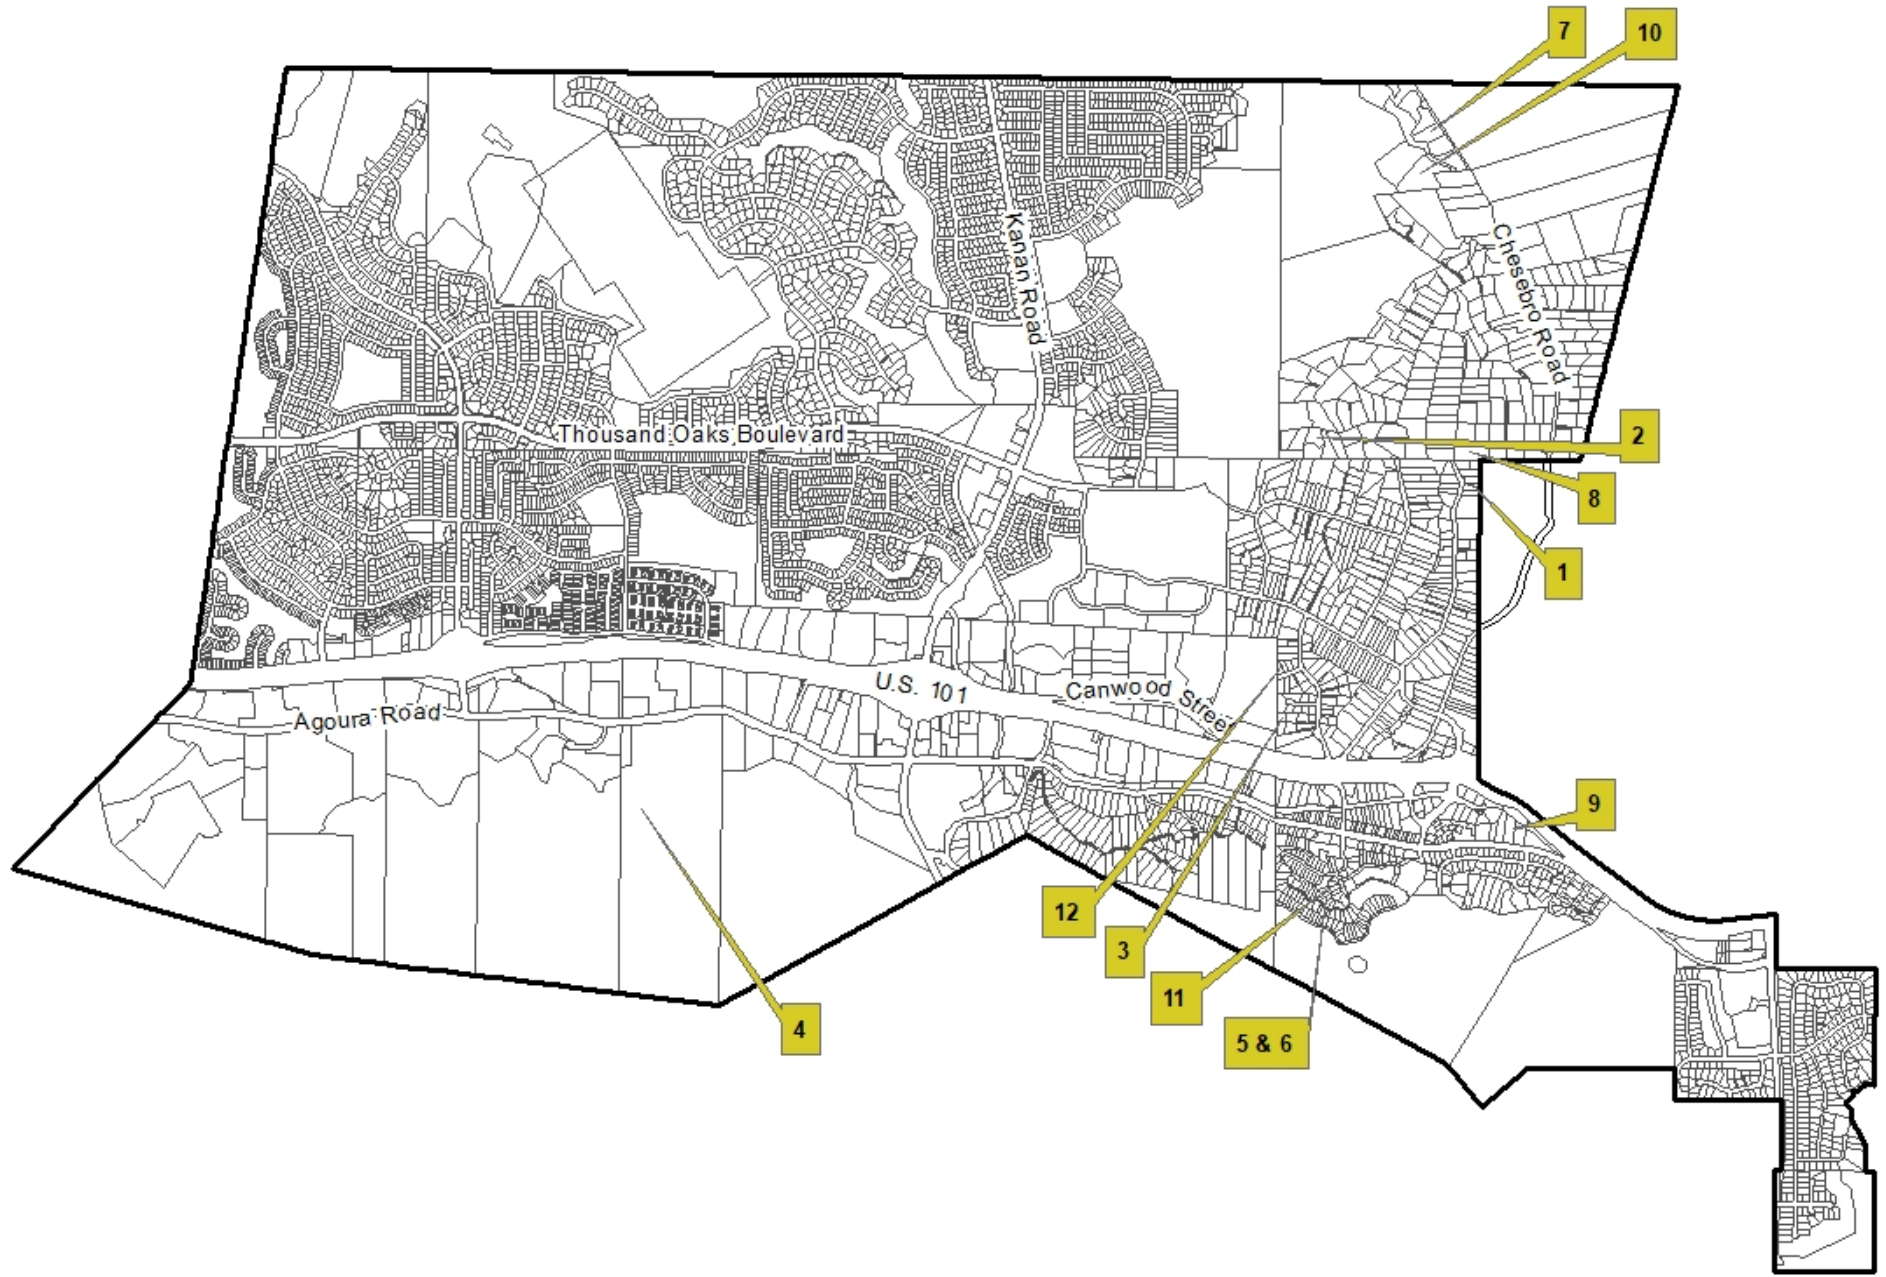 7
10
Kanan Road
Chesebro Road
Thousand Oaks Boulevard
2
8
1
U.S. 101
Canwood Street
Agoura Road
9
12
3
11
4
5 & 6